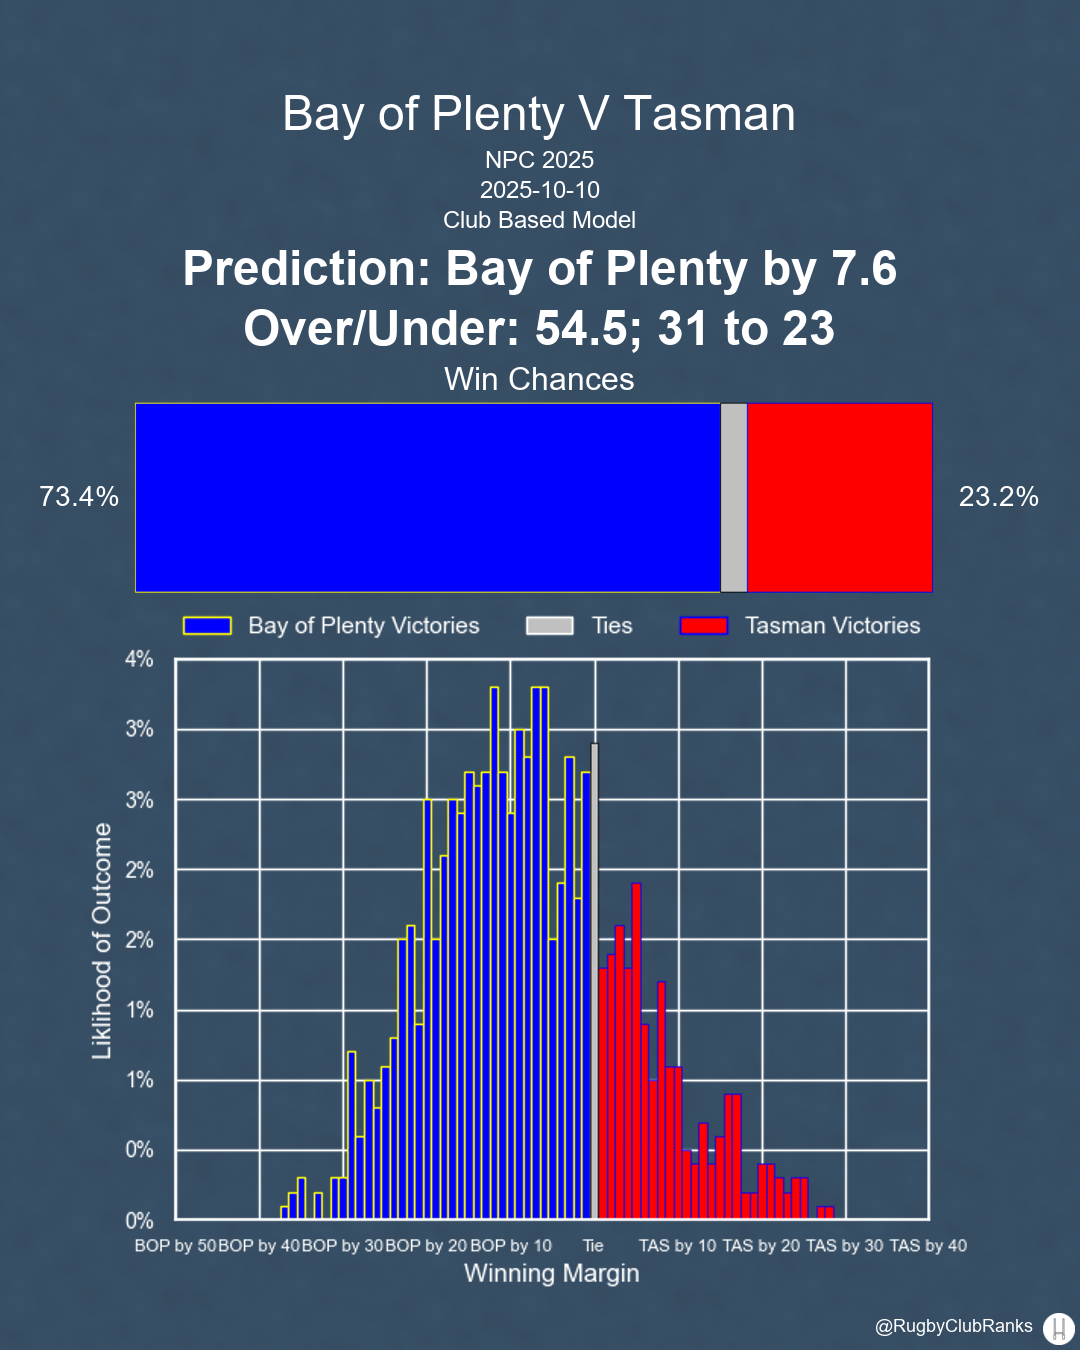 Bay of Plenty V Tasman
NPC 2025
2025-10-10
Club Based Model
Prediction: Bay of Plenty by 7.6
Over/Under: 54.5; 31 to 23
Win Chances
73.4%
23.2%
Bay of Plenty Victories
Ties
Tasman Victories
4%
3%
3%
2%
2%
1%
1%
0%
0%
Liklihood of Outcome
BOP by 50 BOP by 40 BOP by 30 BOP by 20 BOP by 10 Tie TAS by 10 TAS by 20 TAS by 30 TAS by 40
Winning Margin
@RugbyClubRanks